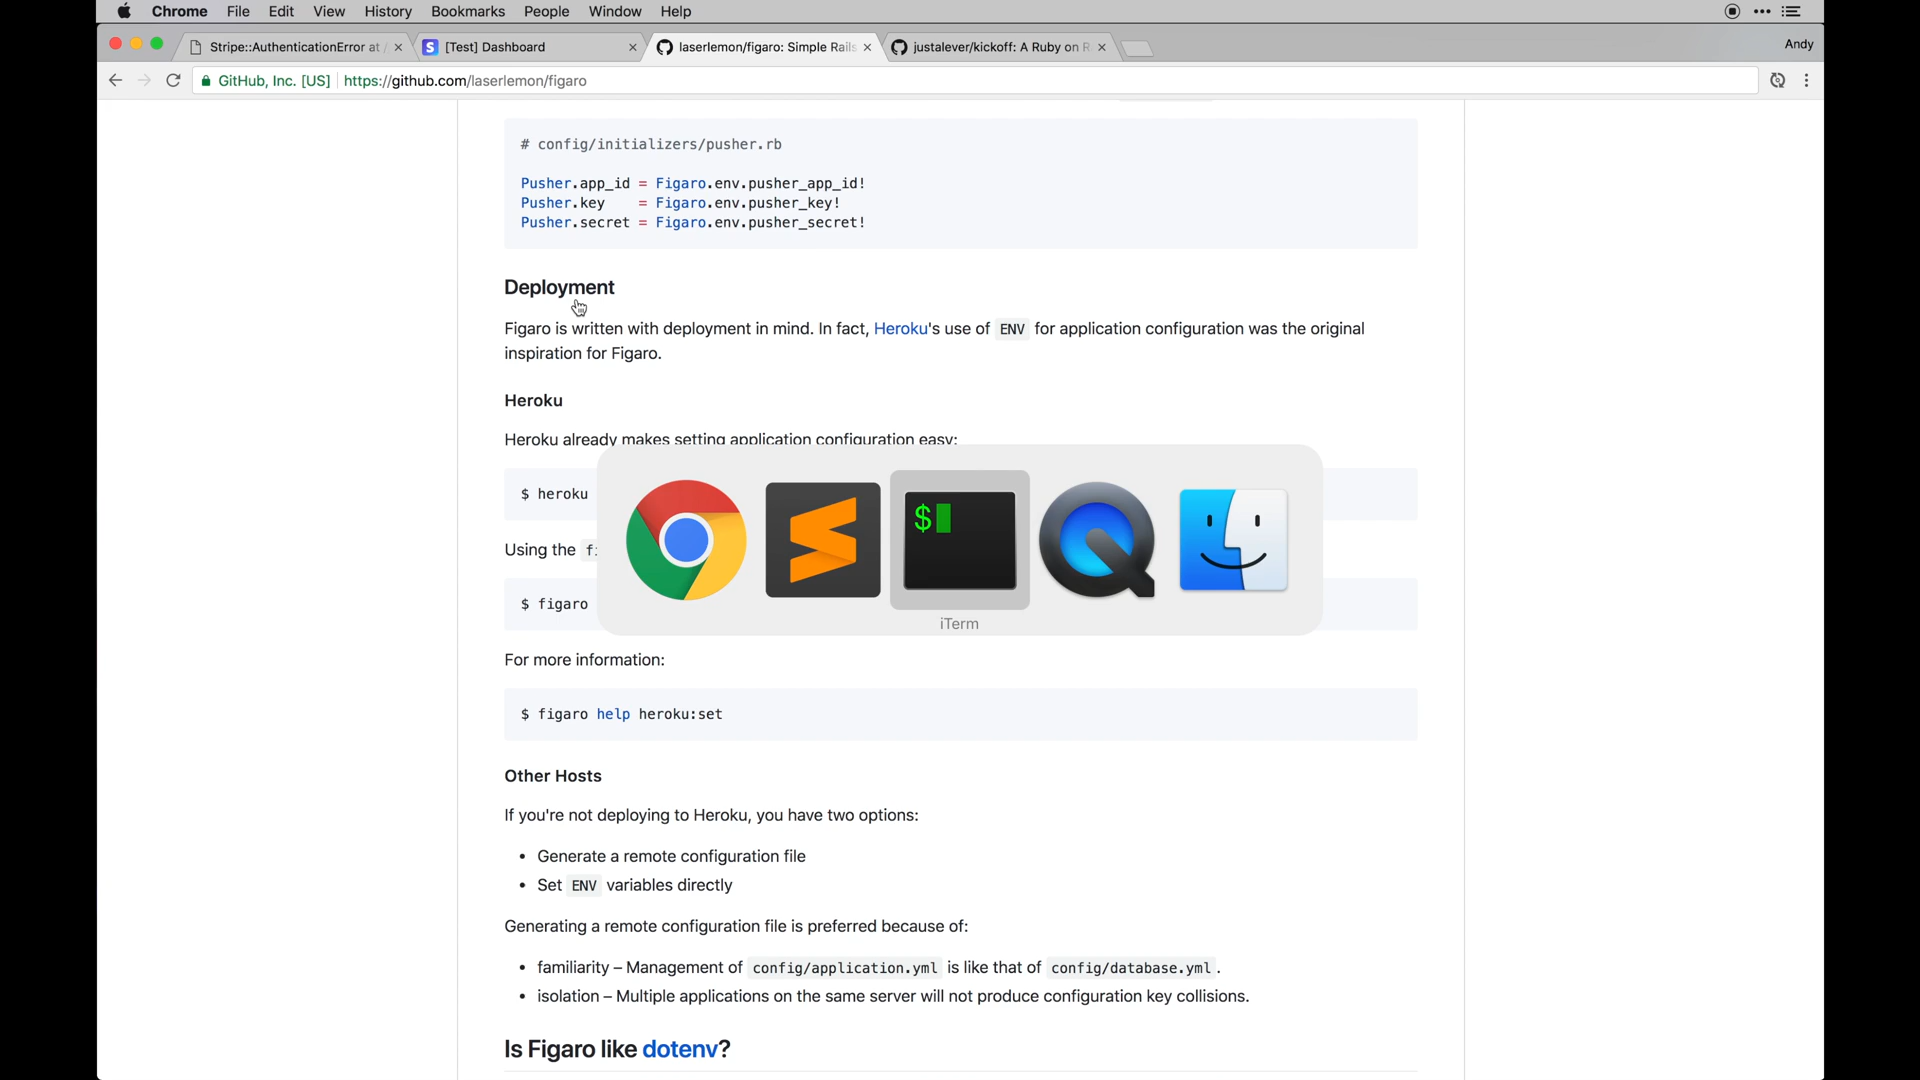 Chrome File Edit View History Bookmarks People Window Help
Stripe::AuthenticationError at / [Test] Dashboard laserlemon/figaro: Simple Rails justalever/kickoff: A Ruby on R Andy
GitHub, Inc. [US] https://github.com/laserlemon/figaro
# config/initializers/pusher.rb
Pusher.app_id = Figaro.env.pusher_app_id!
Pusher.key = Figaro.env.pusher_key!
Pusher.secret = Figaro.env.pusher_secret!
Deployment
Figaro is written with deployment in mind. In fact, Heroku's use of ENV for application configuration was the original
inspiration for Figaro.
Heroku
Heroku already makes setting application configuration easy:
$ heroku
Using the
$ figaro
$
iTerm
For more information:
$ figaro help heroku:set
Other Hosts
If you're not deploying to Heroku, you have two options:
• Generate a remote configuration file
• Set ENV variables directly
Generating a remote configuration file is preferred because of:
• familiarity – Management of config/application.yml is like that of config/database.yml.
• isolation – Multiple applications on the same server will not produce configuration key collisions.
Is Figaro like dotenv?